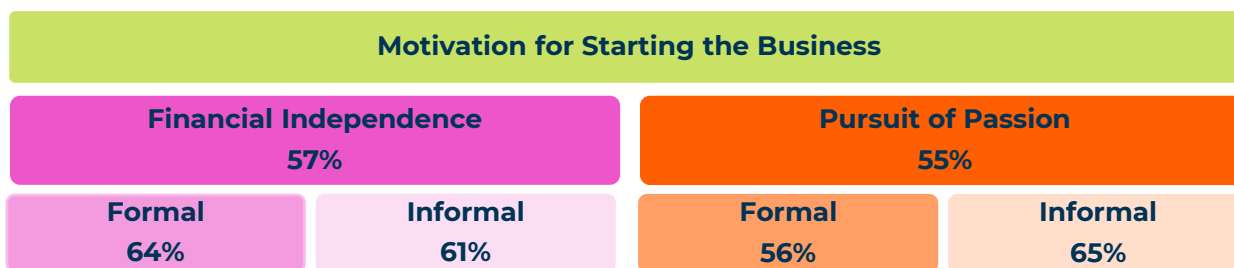 Motivation for Starting the Business
Financial Independence
57%
Pursuit of Passion
55%
Formal
64%
Informal
61%
Formal
56%
Informal
65%